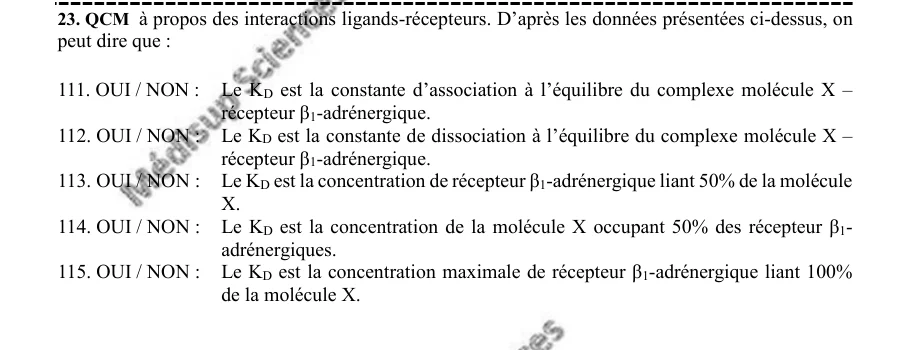 23. QCM à propos des interactions ligands-récepteurs. D’après les données présentées ci-dessus, on
peut dire que :
111. OUI / NON : Le KD est la constante d’association à l’équilibre du complexe molécule X –
récepteur β1-adrénergique.
112. OUI / NON : Le KD est la constante de dissociation à l’équilibre du complexe molécule X –
récepteur β1-adrénergique.
113. OUI / NON : Le KD est la concentration de récepteur β1-adrénergique liant 50% de la molécule
X.
114. OUI / NON : Le KD est la concentration de la molécule X occupant 50% des récepteur β1-
adrénergiques.
115. OUI / NON : Le KD est la concentration maximale de récepteur β1-adrénergique liant 100%
de la molécule X.
Médisup Sciences